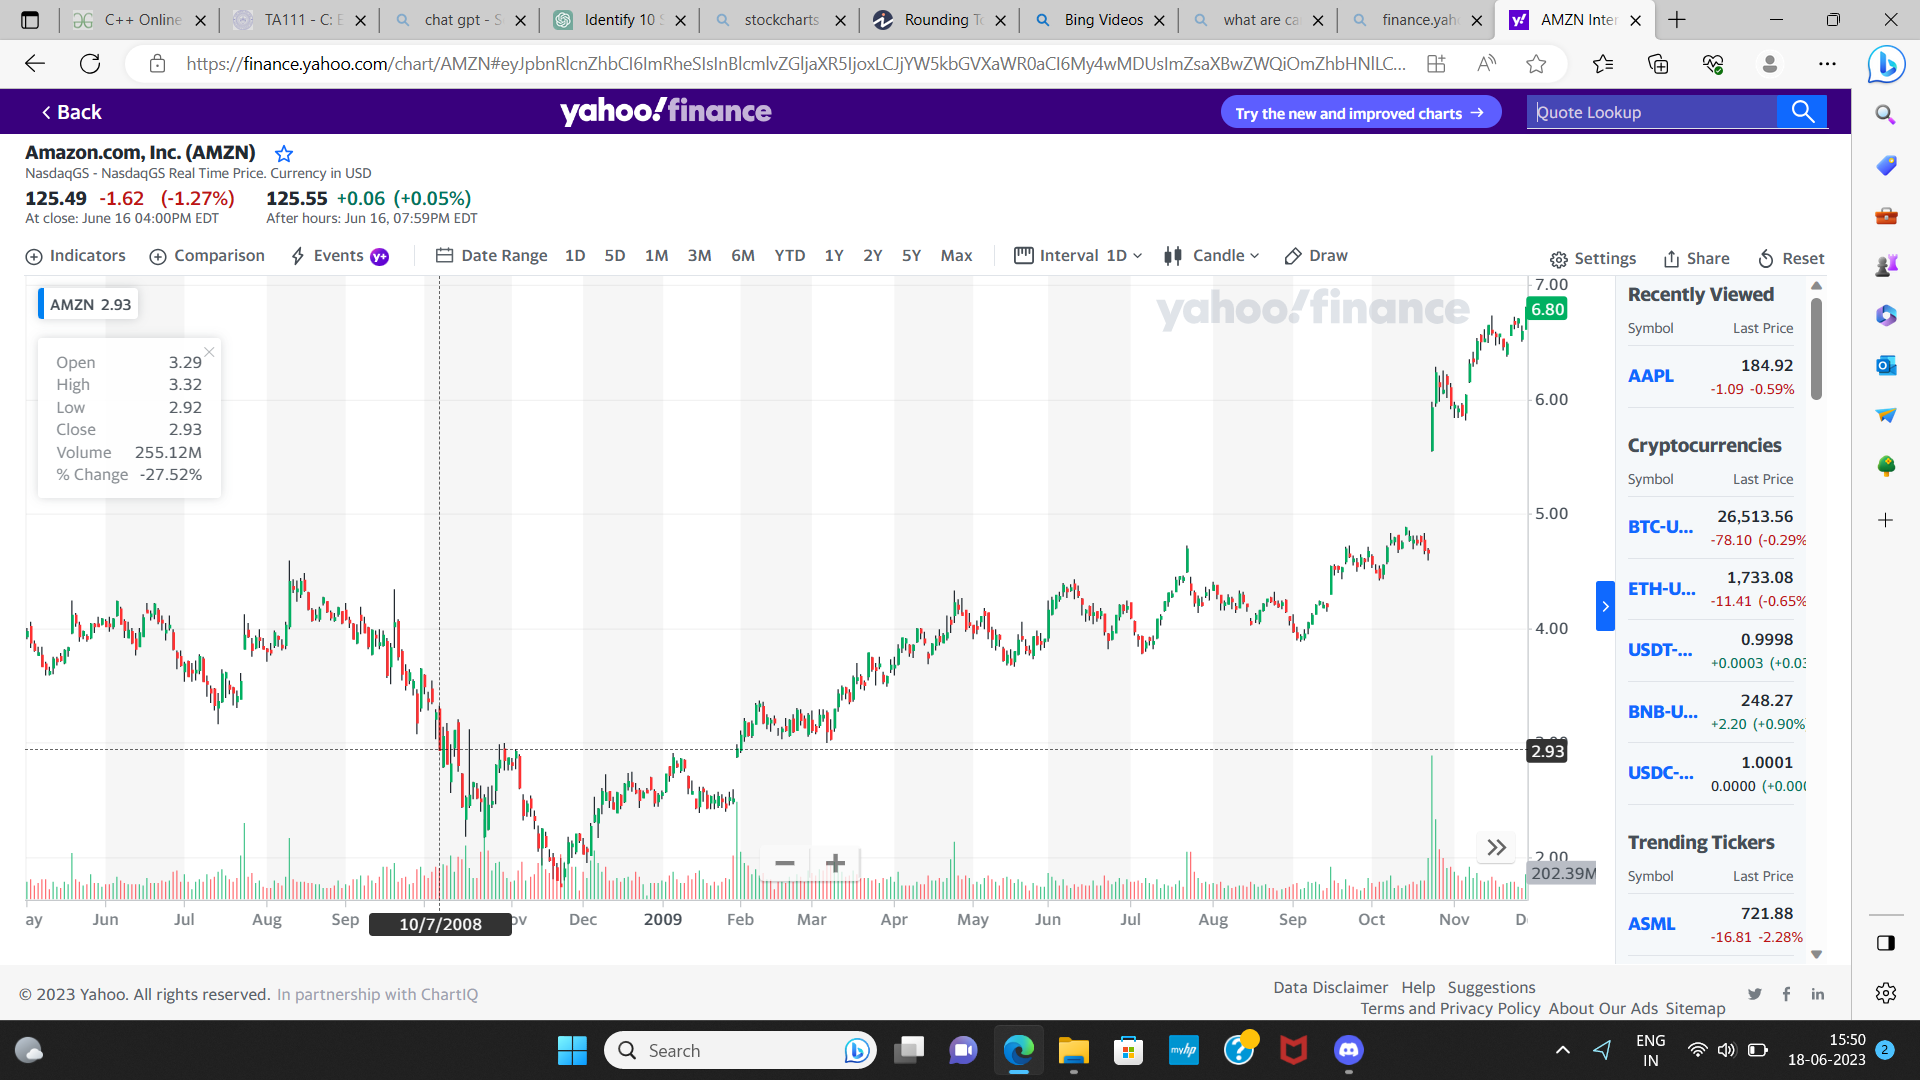 C++ Online
TA111 - C: E
chat gpt - S
Identify 10 S
stockcharts
Rounding To
Bing Videos
what are ca
finance.yah
AMZN Inter
https://finance.yahoo.com/chart/AMZN#eyJpbnRlcnZhbCI6ImRheSIsInBlcmlvZGljaXR5IjoxLCJjYW5kbGVXaWR0aCI6My4wMDUsImZsaXBwZWQiOmZhbHNlLC...
Back
yahoo!finance
Try the new and improved charts →
Quote Lookup
Amazon.com, Inc. (AMZN)
NasdaqGS - NasdaqGS Real Time Price. Currency in USD
125.49 -1.62 (-1.27%) 125.55 +0.06 (+0.05%)
At close: June 16 04:00PM EDT After hours: Jun 16, 07:59PM EDT
Indicators Comparison Events y+ Date Range 1D 5D 1M 3M 6M YTD 1Y 2Y 5Y Max Interval 1D Candle Draw Settings Share Reset
AMZN 2.93
Open 3.29
High 3.32
Low 2.92
Close 2.93
Volume 255.12M
% Change -27.52%
yahoo!finance
7.00
6.80
6.00
5.00
4.00
3.00
2.93
2.00
202.39M
ay Jun Jul Aug Sep 10/7/2008 ov Dec 2009 Feb Mar Apr May Jun Jul Aug Sep Oct Nov D
Recently Viewed
Symbol Last Price
AAPL 184.92
-1.09 -0.59%
Cryptocurrencies
Symbol Last Price
BTC-U... 26,513.56
-78.10 (-0.29%
ETH-U... 1,733.08
-11.41 (-0.65%
USDT-... 0.9998
+0.0003 (+0.03
BNB-U... 248.27
+2.20 (+0.90%
USDC-... 1.0001
0.0000 (+0.000
Trending Tickers
Symbol Last Price
ASML 721.88
-16.81 -2.28%
© 2023 Yahoo. All rights reserved. In partnership with ChartIQ
Data Disclaimer Help Suggestions
Terms and Privacy Policy About Our Ads Sitemap
Search
myhp
ENG
IN
15:50
18-06-2023
2